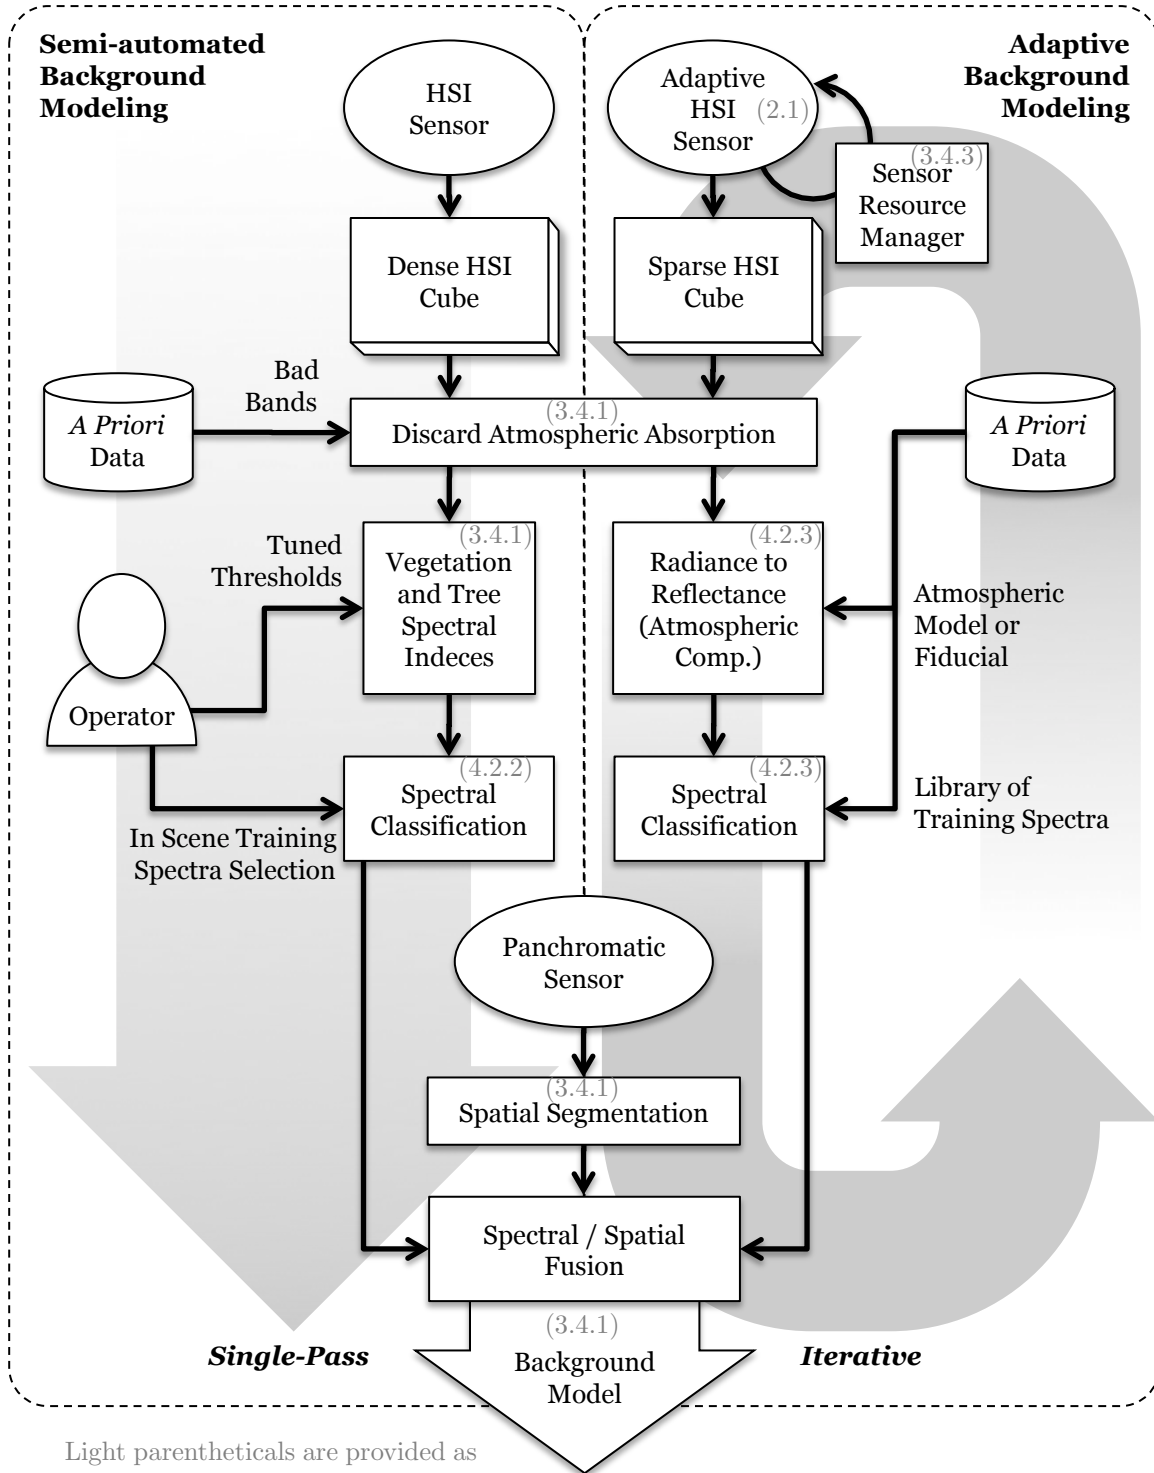 Semi-automated
Background
Modeling
Adaptive
Background
Modeling
HSI
Sensor
Adaptive
HSI
(2.1)
Sensor
(3.4.3)
Sensor
Resource
Manager
Dense HSI
Cube
Sparse HSI
Cube
Bad
Bands
A Priori
Data
(3.4.1)
Discard Atmospheric Absorption
A Priori
Data
Tuned
Thresholds
(3.4.1)
Vegetation
and Tree
Spectral
Indeces
(4.2.3)
Radiance to
Reflectance
(Atmospheric
Comp.)
Atmospheric
Model or
Fiducial
Operator
(4.2.2)
Spectral
Classification
(4.2.3)
Spectral
Classification
Library of
Training Spectra
In Scene Training
Spectra Selection
Panchromatic
Sensor
(3.4.1)
Spatial Segmentation
Spectral / Spatial
Fusion
(3.4.1)
Background
Model
Single-Pass
Iterative
Light parentheticals are provided as